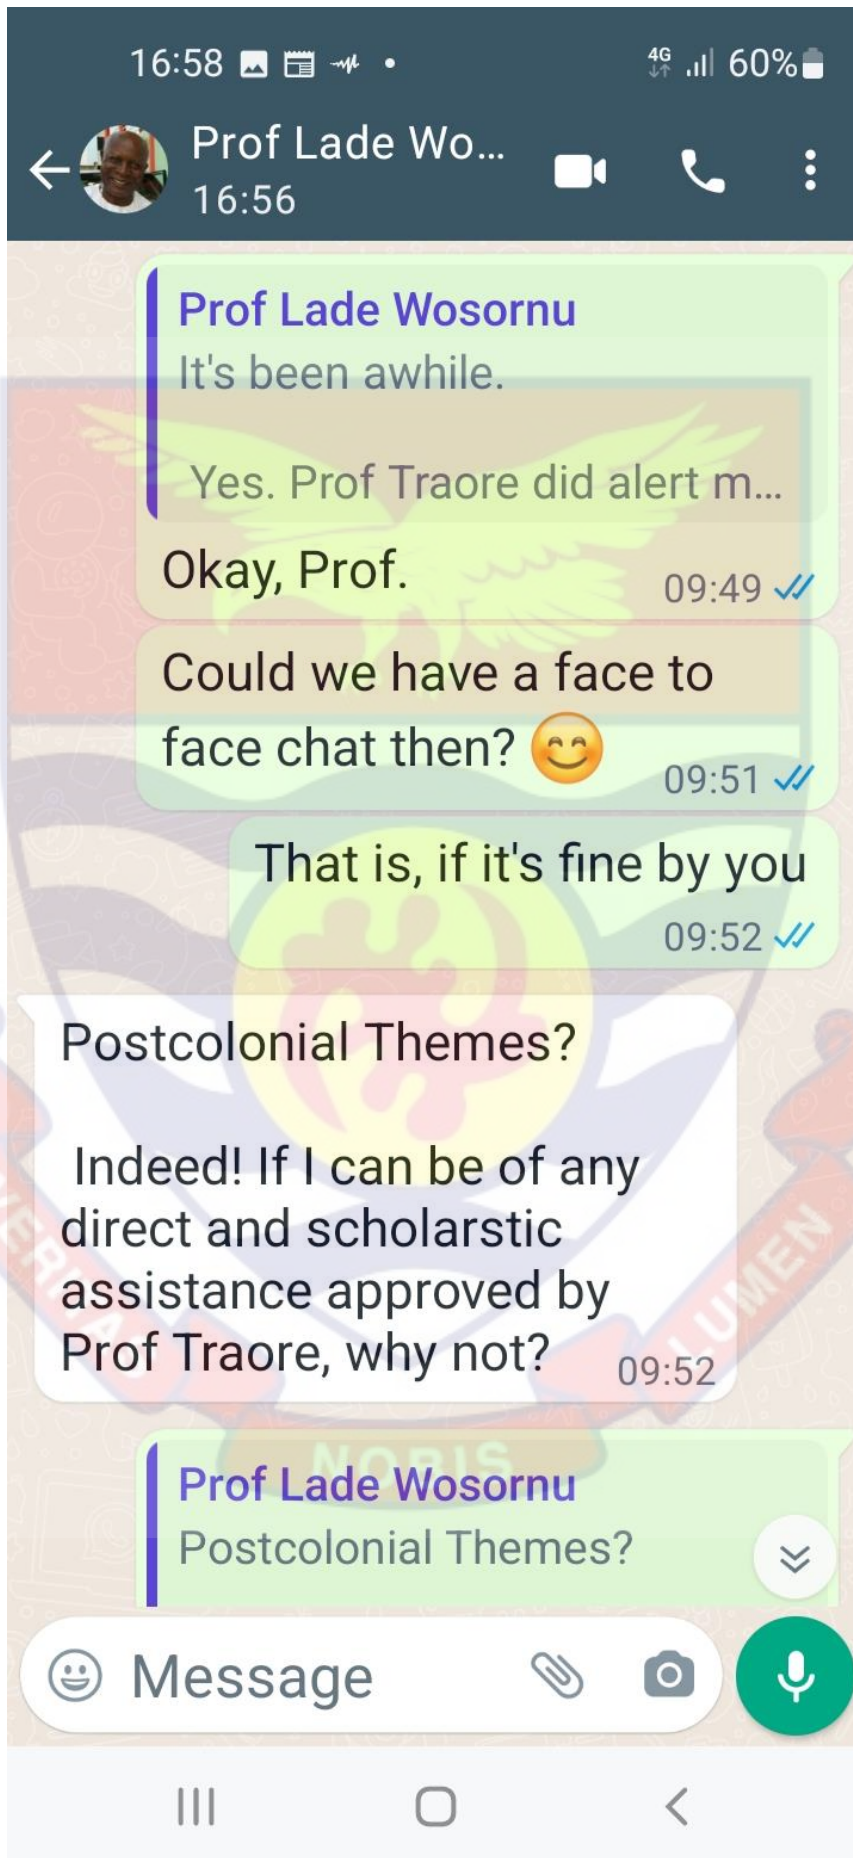 16:58
4G
60%
Prof Lade Wo...
16:56
Prof Lade Wosornu
It's been awhile.
Yes. Prof Traore did alert m...
Okay, Prof.
09:49
Could we have a face to
face chat then? 😊
09:51
That is, if it's fine by you
09:52
Postcolonial Themes?
Indeed! If I can be of any
direct and scholarstic
assistance approved by
Prof Traore, why not?
09:52
NOBIS
LUMEN
Prof Lade Wosornu
Postcolonial Themes?
Message